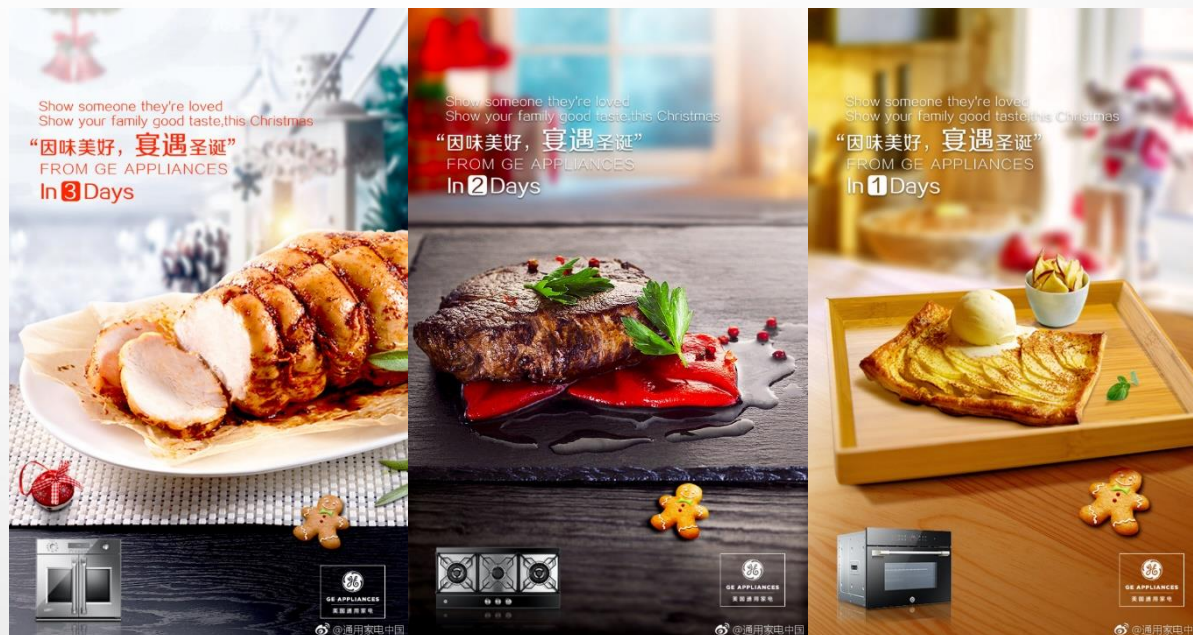 Show someone they're loved
Show your family good taste,this Christmas
“因味美好，宴遇圣诞”
FROM GE APPLIANCES
In 3 Days
GE APPLIANCES
美国通用家电
@通用家电中国
Show someone they're loved
Show your family good taste,this Christmas
“因味美好，宴遇圣诞”
FROM GE APPLIANCES
In 2 Days
GE APPLIANCES
美国通用家电
@通用家电中国
Show someone they're loved
Show your family good taste,this Christmas
“因味美好，宴遇圣诞”
FROM GE APPLIANCES
In 1 Days
GE APPLIANCES
美国通用家电
@通用家电中